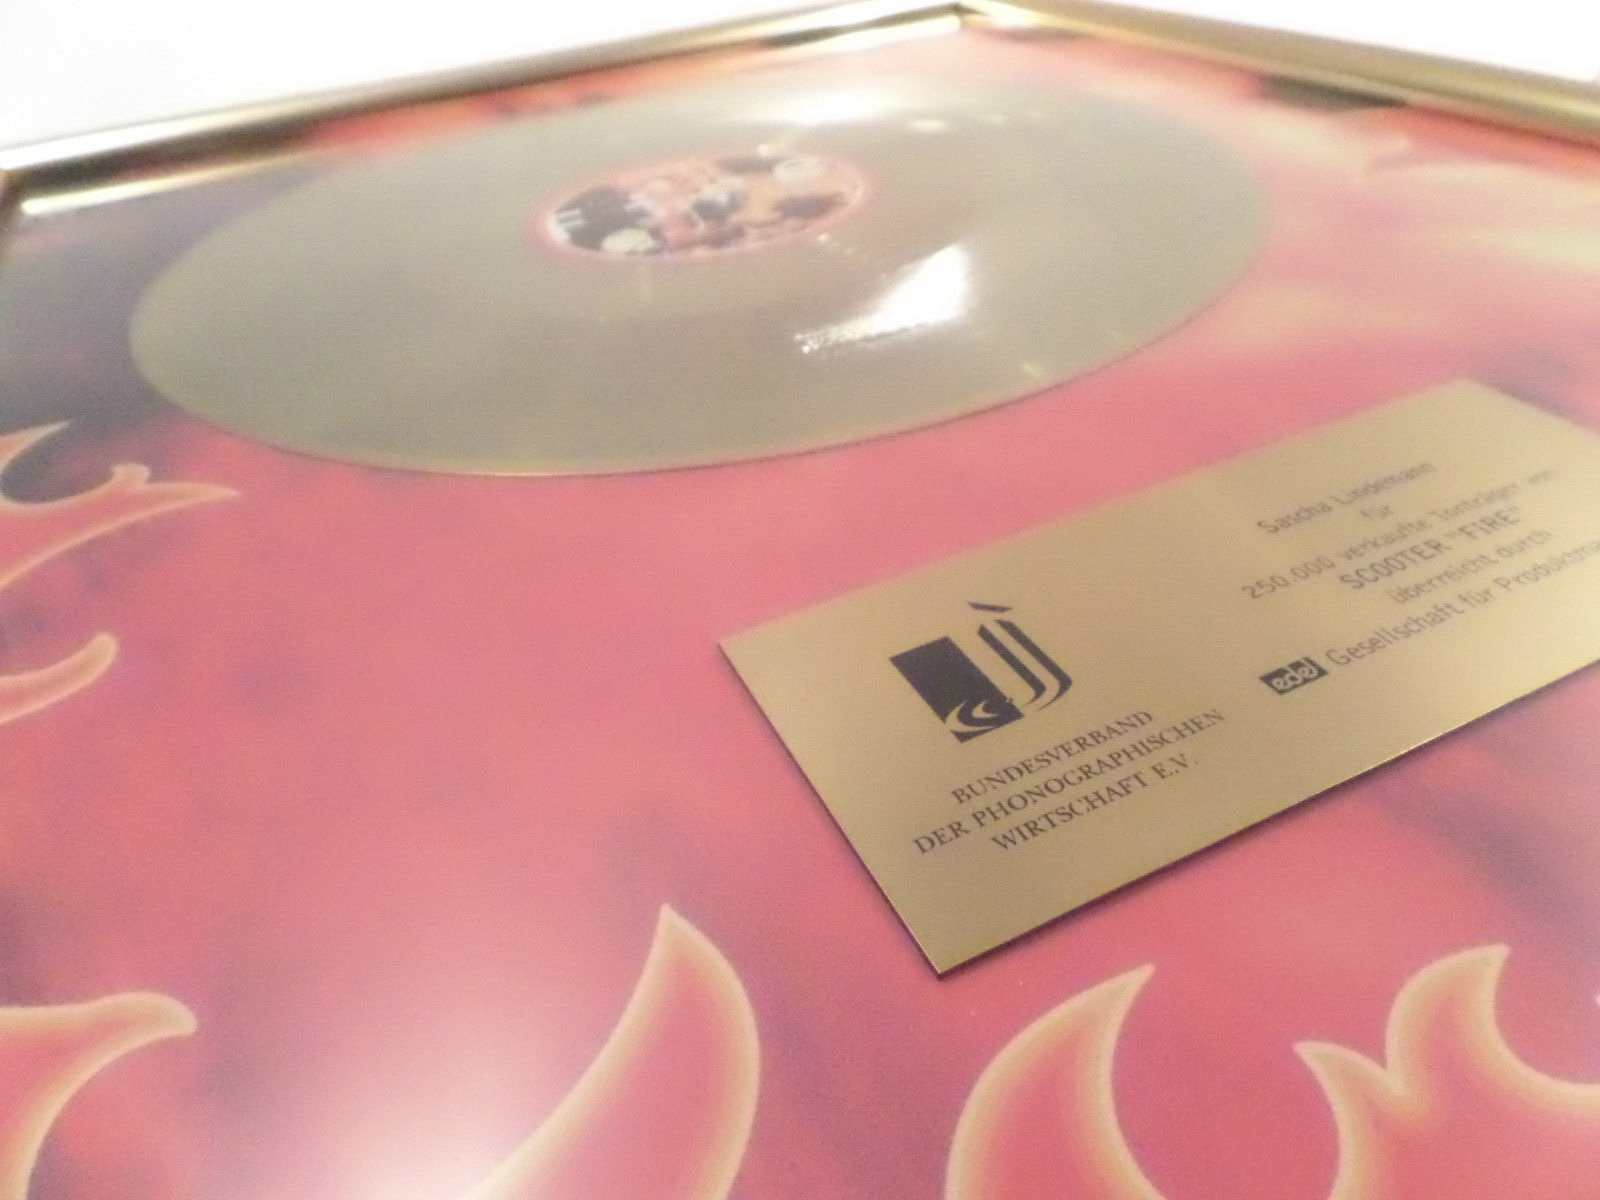 Sascha Lindemann
für
250.000 verkaufte Tonträger von
SCOOTER "FIRE"
überreicht durch
edel Gesellschaft für Produktma
BUNDESVERBAND
DER PHONOGRAPHISCHEN
WIRTSCHAFT E.V.